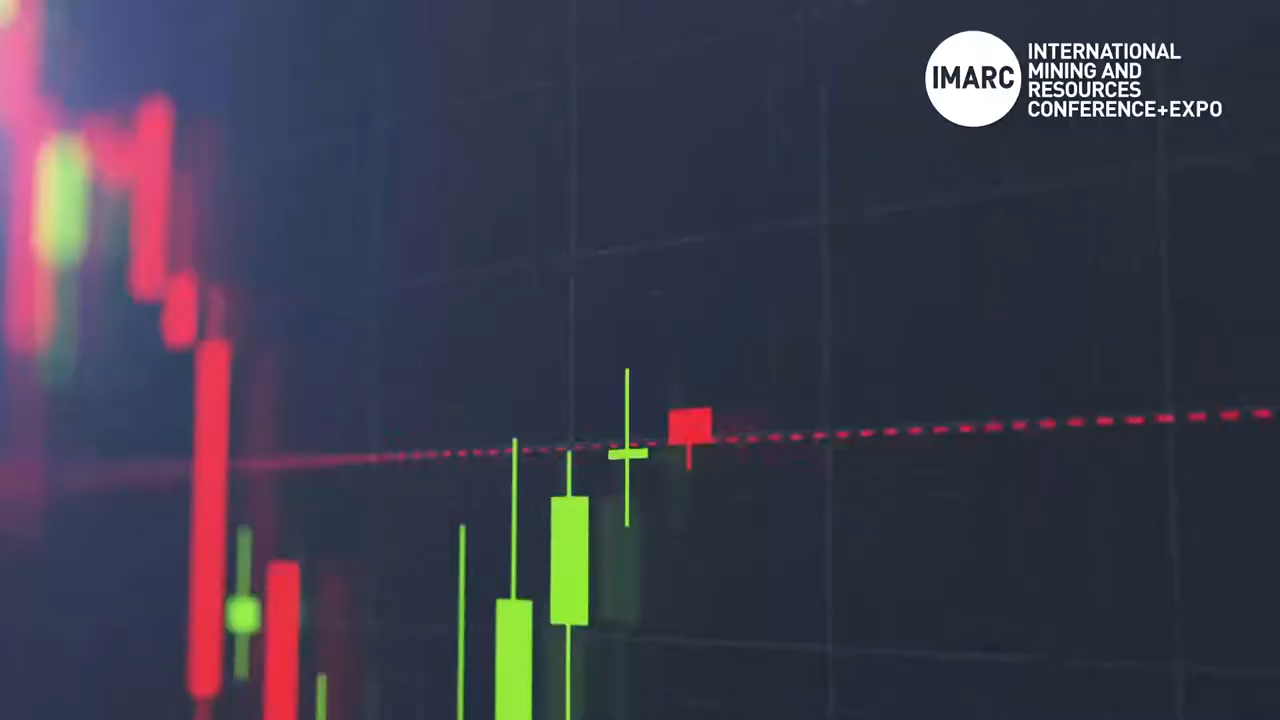 IMARC
INTERNATIONAL
MINING AND
RESOURCES
CONFERENCE+EXPO